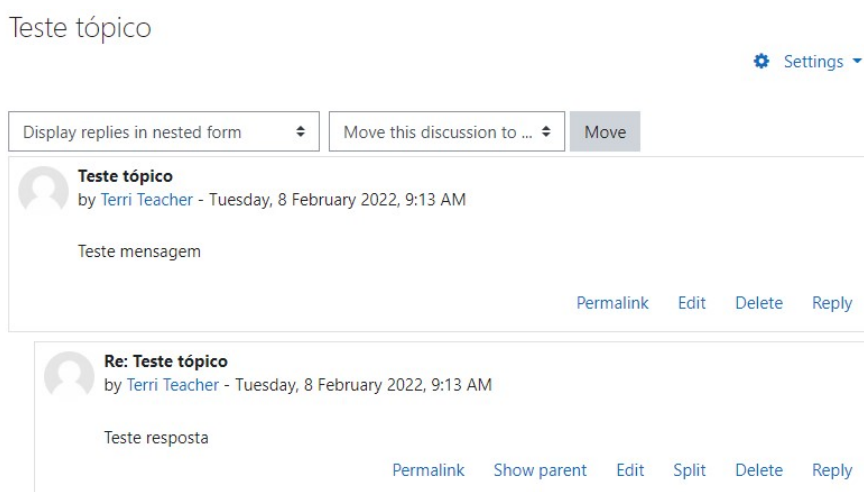 Teste tópico
Settings
Display replies in nested form
Move this discussion to ...
Move
Teste tópico
by Terri Teacher - Tuesday, 8 February 2022, 9:13 AM
Teste mensagem
Permalink Edit Delete Reply
Re: Teste tópico
by Terri Teacher - Tuesday, 8 February 2022, 9:13 AM
Teste resposta
Permalink Show parent Edit Split Delete Reply